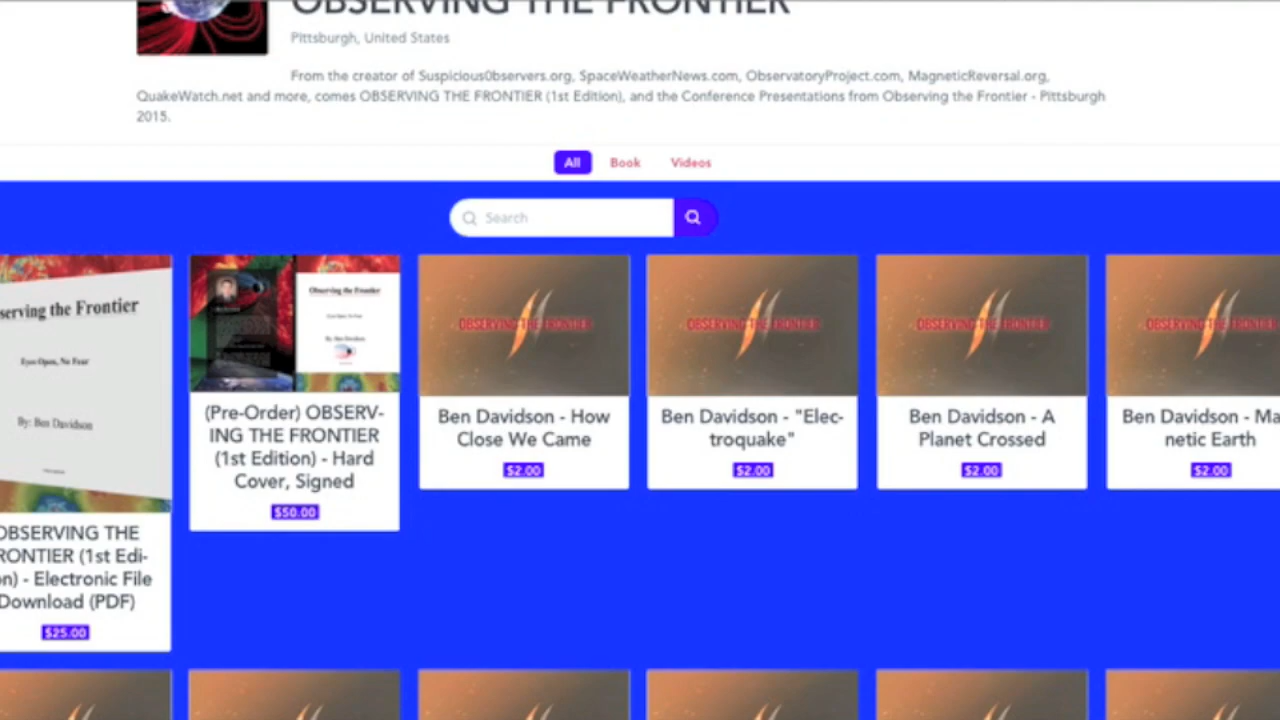 OBSERVING THE FRONTIER
Pittsburgh, United States
From the creator of Suspicious0bservers.org, SpaceWeatherNews.com, ObservatoryProject.com, MagneticReversal.org,
QuakeWatch.net and more, comes OBSERVING THE FRONTIER (1st Edition), and the Conference Presentations from Observing the Frontier - Pittsburgh
2015.
All Book Videos
Search
serving the Frontier
Eyes Open, No Fear
By: Ben Davidson
OBSERVING THE
RONTIER (1st Edi-
on) - Electronic File
Download (PDF)
$25.00
Observing the Frontier
Eyes Open, No Fear
By: Ben Davidson
(Pre-Order) OBSERV-
ING THE FRONTIER
(1st Edition) - Hard
Cover, Signed
$50.00
OBSERVING THE FRONTIER
Ben Davidson - How
Close We Came
$2.00
OBSERVING THE FRONTIER
Ben Davidson - "Elec-
troquake"
$2.00
OBSERVING THE FRONTIER
Ben Davidson - A
Planet Crossed
$2.00
OBSERVING THE FRONTIER
Ben Davidson - Ma
netic Earth
$2.00